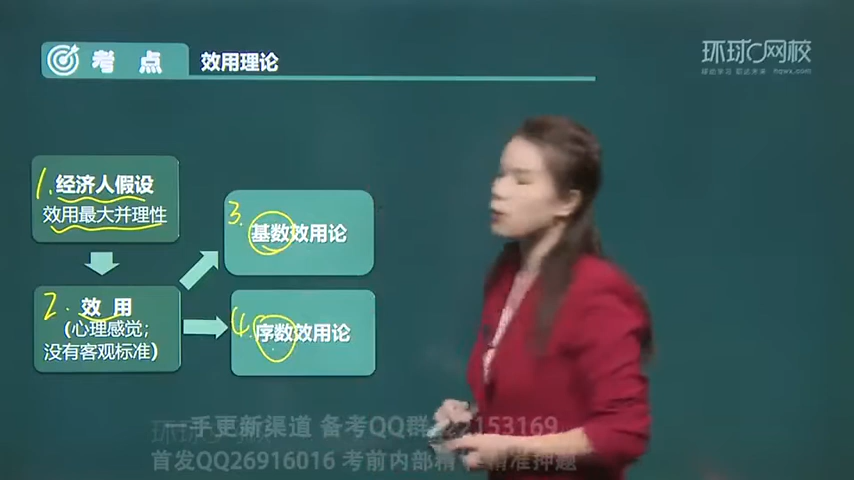 考 点
效用理论
环球网校
hqwx.com
1.
经济人假设
效用最大并理性
2.
效 用
(心理感觉;
没有客观标准)
3.
基数效用论
4.
序数效用论
一手更新渠道 备考QQ群
2153169
首发QQ26916016 考前内部精
精准押题